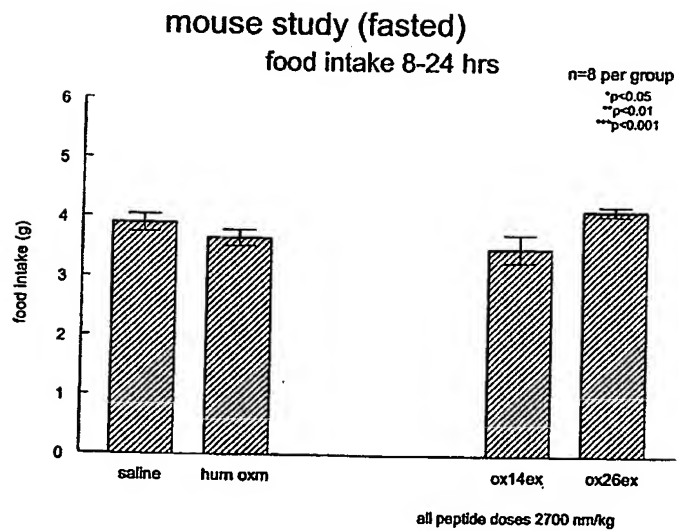 mouse study (fasted)
food intake 8-24 hrs
n=8 per group
*p<0.05
**p<0.01
***p<0.001
food intake (g)
6
5
4
3
2
1
0
saline
hum oxm
ox14ex
ox26ex
all peptide doses 2700 nm/kg